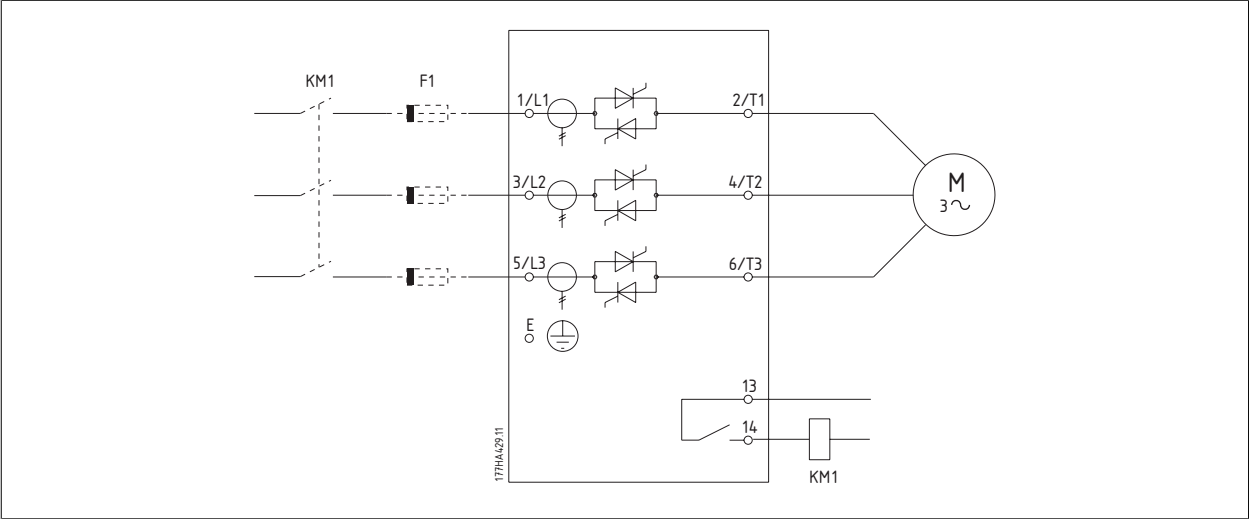 KM1
F1
1/L1
2/T1
3/L2
4/T2
M
3~
5/L3
6/T3
E
13
14
KM1
177HA429.11